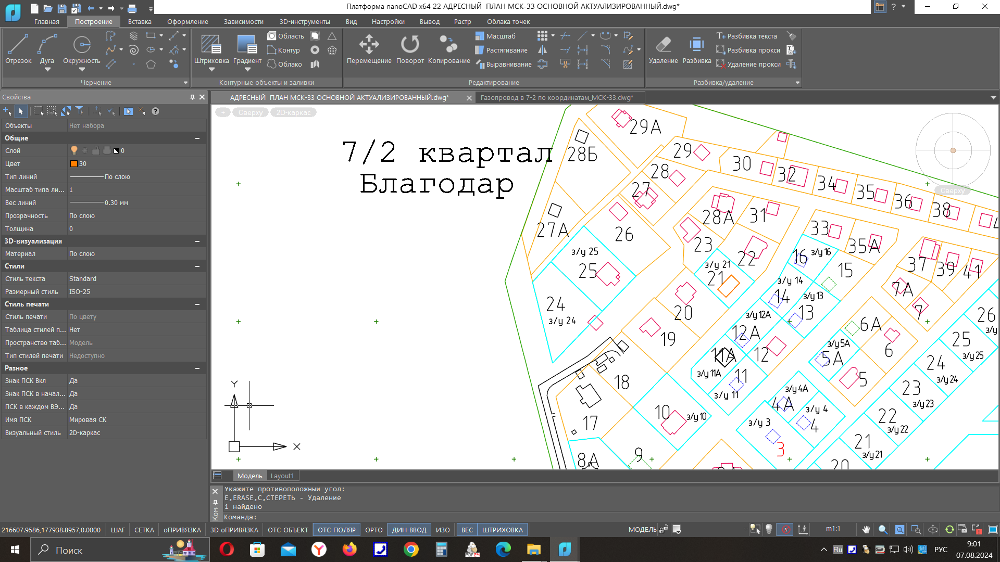 Платформа nanoCAD x64 22 АДРЕСНЫЙ ПЛАН МСК-33 ОСНОВНОЙ АКТУАЛИЗИРОВАННЫЙ.dwg*
Главная Построение Вставка Оформление Зависимости 3D-инструменты Вид Настройки Вывод Растр Облака точек
Отрезок Дуга Окружность
Черчение
Штриховка Градиент
Область
Контур
Облако
Контурные объекты и заливки
Перемещение Поворот Копирование
Масштаб
Растягивание
Выравнивание
Редактирование
Удаление Разбивка
Разбивка текста
Разбивка прокси
Удаление прокси
Разбивка/удаление
Свойства
АДРЕСНЫЙ ПЛАН МСК-33 ОСНОВНОЙ АКТУАЛИЗИРОВАННЫЙ.dwg*
Газопровод в 7-2 по координатам_МСК-33.dwg*
Объекты Нет набора
Общие
Слой 0
Цвет 30
Тип линий По слою
Масштаб типа ли... 1
Вес линий 0.30 мм
Прозрачность По слою
Толщина 0
3D-визуализация
Материал По слою
Стили
Стиль текста Standard
Размерный стиль ISO-25
Стиль печати
Стиль печати По цвету
Таблица стилей п... Нет
Пространство таб... Модель
Тип стилей печати Недоступно
Разное
Знак ПСК Вкл Да
Знак ПСК в начал... Да
ПСК в каждом ВЭ... Да
Имя ПСК Мировая СК
Визуальный стиль 2D-каркас
+ Сверху 2D-каркас
7/2 квартал
Благодар
Сверху
29А
28Б
29
30
28
32
27
34
35
36
38
4
28А
31
27А
26
33
35А
23
22
з/у 25
25
з/у 21
21
16
з/у 16
15
37
39
41
24
з/у 24
20
з/у 14
14
з/у 13
13
7А
7
19
з/у 12А
12А
12
6А
6
26
з/у
18
11А
з/у 11А
11
з/у 11
з/у 5А
5А
5
25
з/у 25
24
з/у 24
17
10
з/у 10
з/у 4А
4А
з/у 4
4
23
з/у 23
з/у 3
3
22
з/у 22
8А
9
21
з/у 21
20
Y
X
Модель Layout1
Ком
Укажите противоположный угол:
E,ERASE,С,СТЕРЕТЬ - Удаление
1 найдено
Команда:
216607.9586,177938.8957,0.0000 ШАГ СЕТКА оПРИВЯЗКА 3D оПРИВЯЗКА ОТС-ОБЪЕКТ ОТС-ПОЛЯР ОРТО ДИН-ВВОД ИЗО ВЕС ШТРИХОВКА МОДЕЛЬ m1:1
Поиск
PDF24
Ru
РУС
9:01
07.08.2024